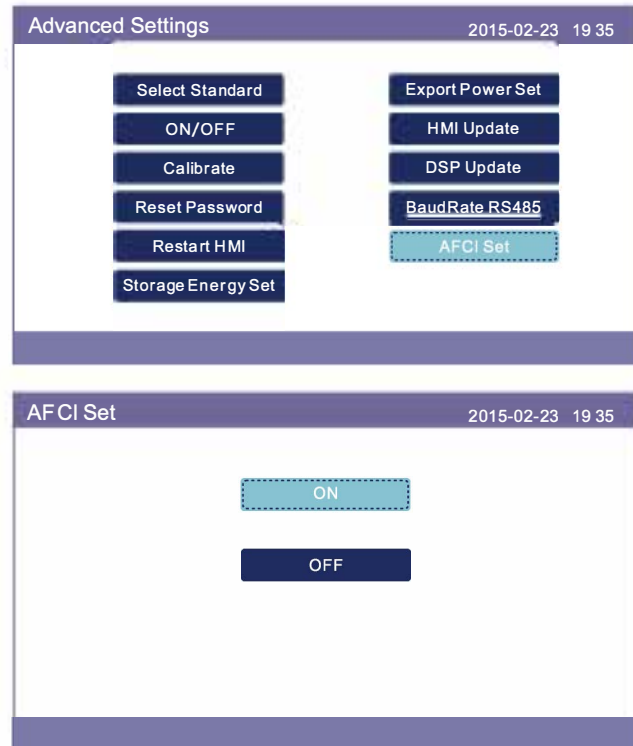 Advanced Settings 2015-02-23 19 35
Select Standard
ON/OFF
Calibrate
Reset Password
Restart HMI
Storage Energy Set
Export Power Set
HMI Update
DSP Update
BaudRate RS485
AFCI Set
AFCI Set 2015-02-23 19 35
ON
OFF